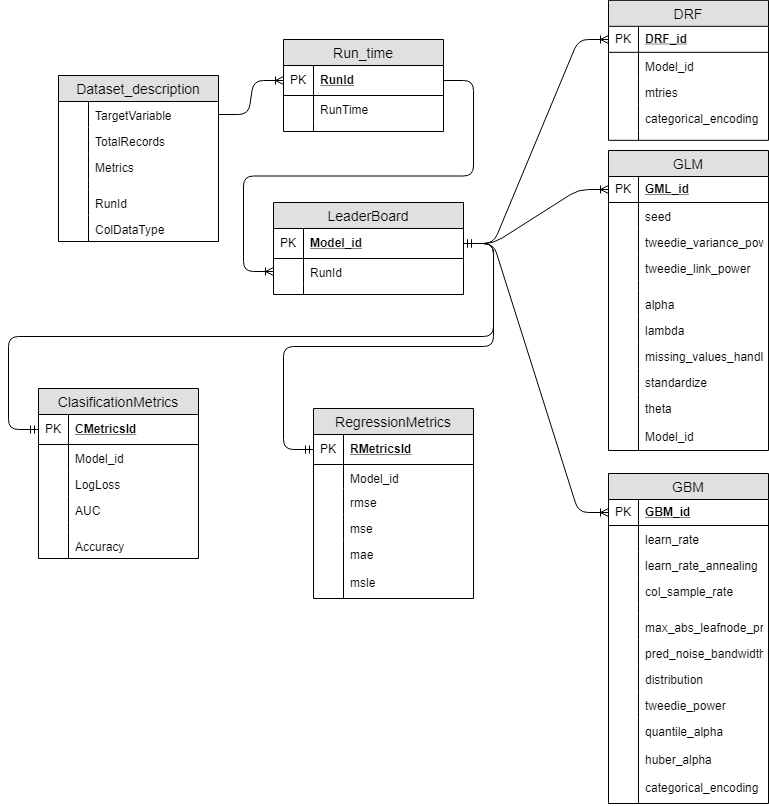 Dataset_description
TargetVariable
TotalRecords
Metrics
RunId
ColDataType
Run_time
PK RunId
RunTime
LeaderBoard
PK Model_id
RunId
ClasificationMetrics
PK CMetricsId
Model_id
LogLoss
AUC
Accuracy
RegressionMetrics
PK RMetricsId
Model_id
rmse
mse
mae
msle
DRF
PK DRF_id
Model_id
mtries
categorical_encoding
GLM
PK GML_id
seed
tweedie_variance_pov
tweedie_link_power
alpha
lambda
missing_values_handl
standardize
theta
Model_id
GBM
PK GBM_id
learn_rate
learn_rate_annealing
col_sample_rate
max_abs_leafnode_pr
pred_noise_bandwidth
distribution
tweedie_power
quantile_alpha
huber_alpha
categorical_encoding